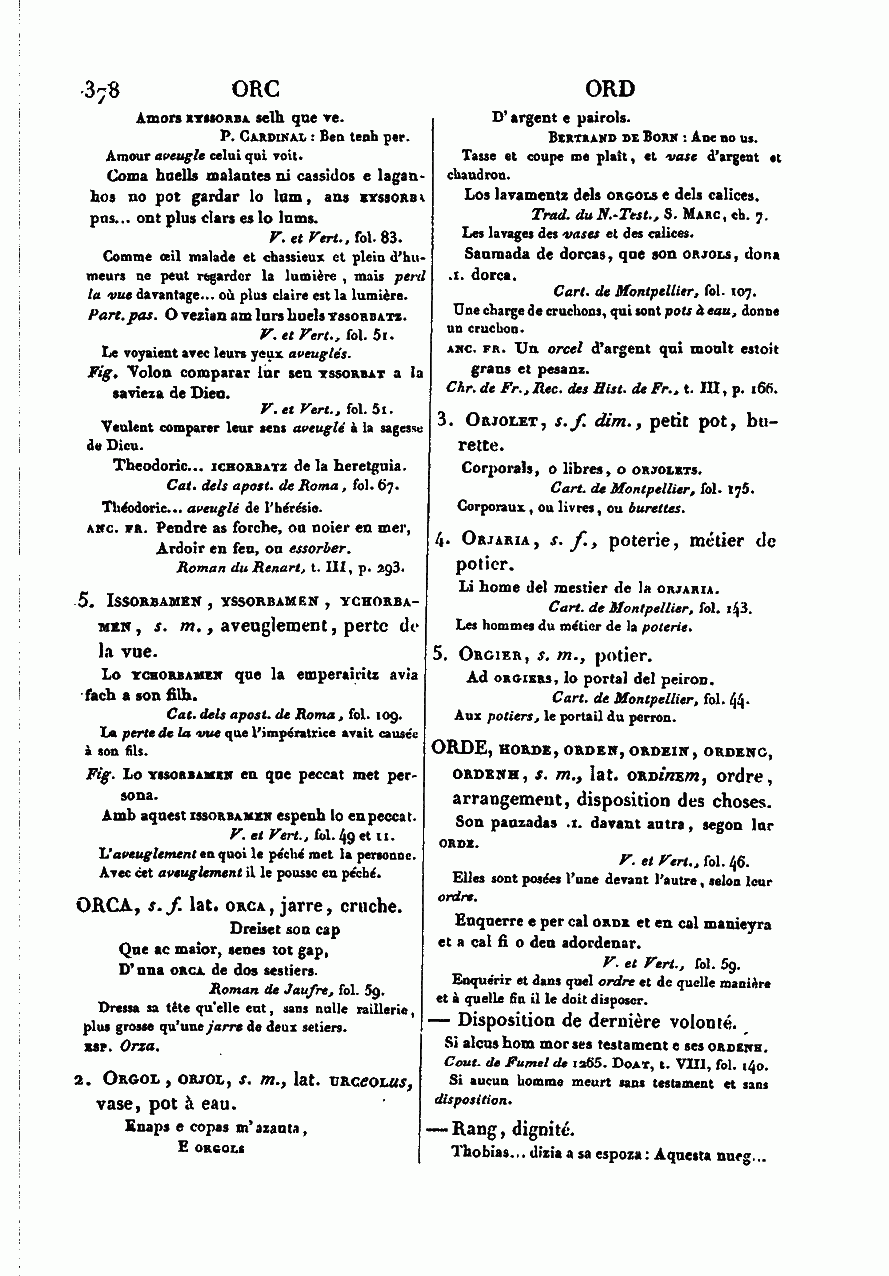 378 ORC
Amors EYSSORBA selh que ve.
P. CARDINAL : Ben tenh per.
Amour aveugle celui qui voit.
Coma huells malautes ni cassidos e lagan-
hos no pot gardar lo lum, ans EYSSORBA
pus... ont plus clars es lo lums.
V. et Vert., fol. 83.
Comme œil malade et chassieux et plein d'hu-
meurs ne peut regarder la lumière, mais perd
la vue davantage... où plus claire est la lumière.
Part. pas. O vezian am lurs huels YSSORBATZ.
V. et Vert., fol. 51.
Le voyaient avec leurs yeux aveuglés.
Fig. Volon comparar lur sen YSSORBAT a la
savieza de Dieu.
V. et Vert., fol. 51.
Veulent comparer leur sens aveuglé à la sagesse
de Dieu.
Theodoric... ICHORBATZ de la heretguia.
Cat. dels apost. de Roma, fol. 67.
Théodoric... aveuglé de l'hérésie.
ANC. FR. Pendre as forche, ou noier en mer,
Ardoir en feu, ou essorber.
Roman du Renart, t. III, p. 293.
5. ISSORBAMEN, YSSORBAMEN, YCHORBA-
MEN, s. m., aveuglement, perte de
la vue.
Lo YCHORBAMEN que la emperairitz avia
fach a son filh.
Cat. dels apost. de Roma, fol. 109.
La perte de la vue que l'impératrice avait causée
à son fils.
Fig. Lo YSSORBAMEN en que peccat met per-
sona.
Amb aquest ISSORBAMEN espenh lo en peccat.
V. et Vert., fol. 49 et 11.
L'aveuglement en quoi le péché met la personne.
Avec cet aveuglement il le pousse en péché.
ORCA, s. f. lat. ORCA, jarre, cruche.
Dreiset son cap
Que ac maior, senes tot gap,
D'una ORCA de dos sestiers.
Roman de Jaufre, fol. 59.
Dressa sa tête qu'elle eut, sans nulle raillerie,
plus grosse qu'une jarre de deux setiers.
ESP. Orza.
2. ORGOL, ORJOL, s. m., lat. URCEOLUS,
vase, pot à eau.
Enaps e copas m'azauta,
E ORGOLS
ORD
D'argent e pairols.
BERTRAND DE BORN : Anc no us.
Tasse et coupe me plaît, et vase d'argent et
chaudron.
Los lavamentz dels ORGOLS e dels calices.
Trad. du N.-Test., S. MARC, ch. 7.
Les lavages des vases et des calices.
Saumada de dorcas, que son ORJOLS, dona
.I. dorca.
Cart. de Montpellier, fol. 107.
Une charge de cruchons, qui sont pots à eau, donne
un cruchon.
ANC. FR. Un orcel d'argent qui moult estoit
grans et pesanz.
Chr. de Fr., Rec. des Hist. de Fr., t. III, p. 166.
3. ORJOLET, s. f. dim., petit pot, bu-
rette.
Corporals, o libres, o ORJOLETS.
Cart. de Montpellier, fol. 175.
Corporaux, ou livres, ou burettes.
4. ORJARIA, s. f., poterie, métier de
potier.
Li home del mestier de la ORJARIA.
Cart. de Montpellier, fol. 143.
Les hommes du métier de la poterie.
5. ORGIER, s. m., potier.
Ad ORGIERS, lo portal del peiron.
Cart. de Montpellier, fol. 44.
Aux potiers, le portail du perron.
ORDE, HORDE, ORDEN, ORDEIN, ORDENC,
ORDENH, s. m., lat. ORDinEm, ordre,
arrangement, disposition des choses.
Son pauzadas .I. davant autra, segon lur
ORDE.
V. et Vert., fol. 46.
Elles sont posées l'une devant l'autre, selon leur
ordre.
Enquerre e per cal ORDE et en cal manieyra
et a cal fi o deu adordenar.
V. et Vert., fol. 59.
Enquérir et dans quel ordre et de quelle manière
et à quelle fin il le doit disposer.
— Disposition de dernière volonté.
Si alcus hom mor ses testament e ses ORDENH.
Cout. de Fumel de 1265. DOAT, t. VIII, fol. 140.
Si aucun homme meurt sans testament et sans
disposition.
— Rang, dignité.
Thobias... dizia a sa espoza : Aquesta nueg...